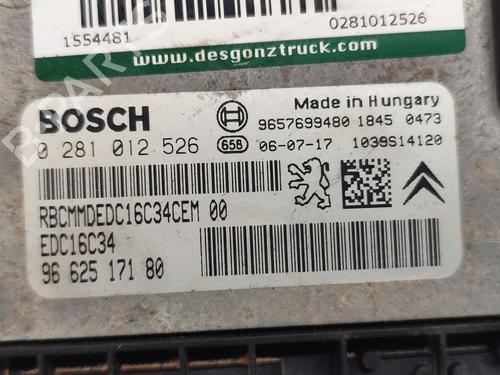 1554481
0281012526
www.desgonztruck.com
BOSCH
Made in Hungary
9657699480 1845 0473
0 281 012 526
658
06-07-17
1039S14120
RBCMMDEDC16C34CEM 00
EDC16C34
96 625 171 80